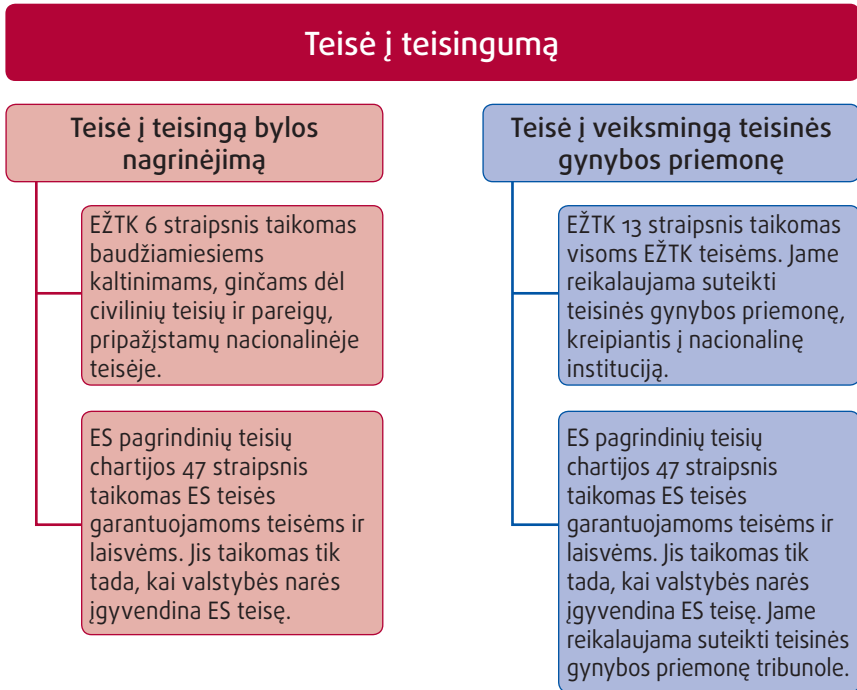 Teisė į teisingumą
Teisė į teisingą bylos
nagrinėjimą
EŽTK 6 straipsnis taikomas
baudžiamiesiems
kaltinimams, ginčams dėl
civilinių teisių ir pareigų,
pripažįstamų nacionalinėje
teisėje.
ES pagrindinių teisių
chartijos 47 straipsnis
taikomas ES teisės
garantuojamoms teisėms ir
laisvėms. Jis taikomas tik
tada, kai valstybės narės
įgyvendina ES teisę.
Teisė į veiksmingą teisinės
gynybos priemonę
EŽTK 13 straipsnis taikomas
visoms EŽTK teisėms. Jame
reikalaujama suteikti
teisinės gynybos priemonę,
kreipiantis į nacionalinę
instituciją.
ES pagrindinių teisių
chartijos 47 straipsnis
taikomas ES teisės
garantuojamoms teisėms ir
laisvėms. Jis taikomas tik
tada, kai valstybės narės
įgyvendina ES teisę. Jame
reikalaujama suteikti teisinės
gynybos priemonę tribunole.